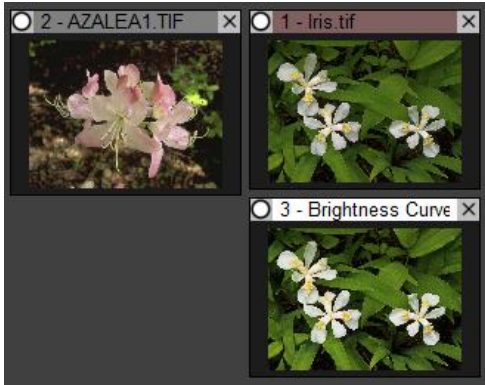 2 - AZALEA1.TIF
1 - Iris.tif
3 - Brightness Curve